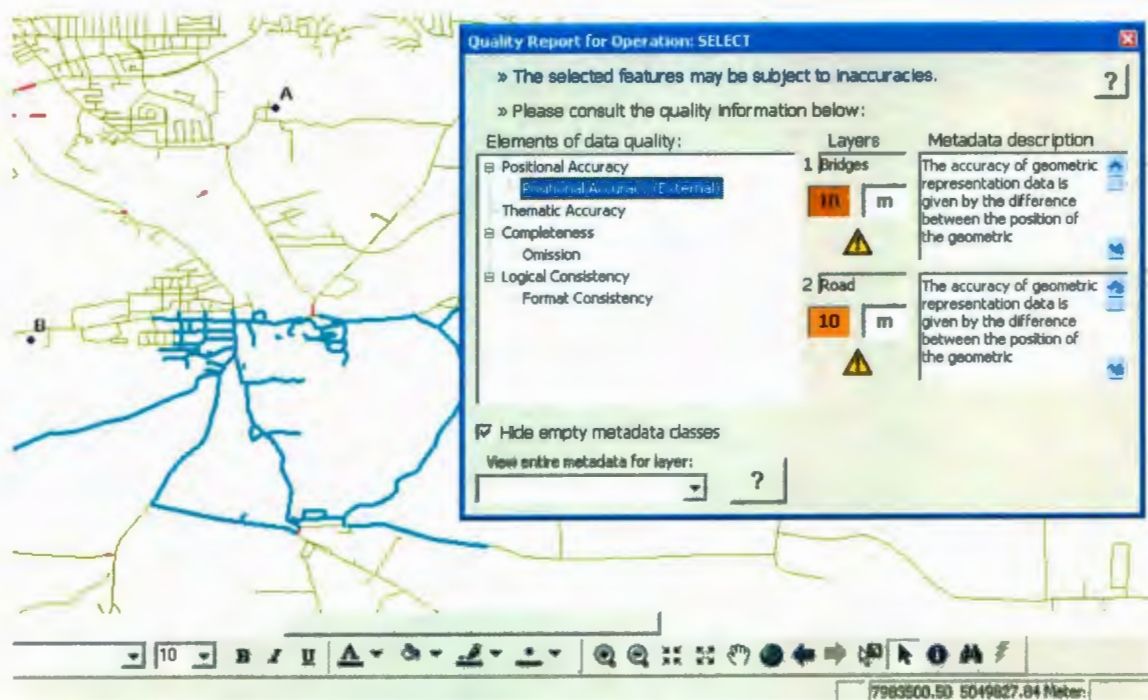 Quality Report for Operation: SELECT
» The selected features may be subject to inaccuracies.
?
» Please consult the quality information below:
Elements of data quality:
Layers
Metadata description
Positional Accuracy
Positional Accuracy (External)
Thematic Accuracy
Completeness
Omission
Logical Consistency
Format Consistency
1 Bridges
10 m
The accuracy of geometric
representation data is
given by the difference
between the position of
the geometric
2 Road
10 m
The accuracy of geometric
representation data is
given by the difference
between the position of
the geometric
Hide empty metadata classes
View entire metadata for layer:
?
A
B
10 B I U A
7983500.50 5049827.84 Meter: